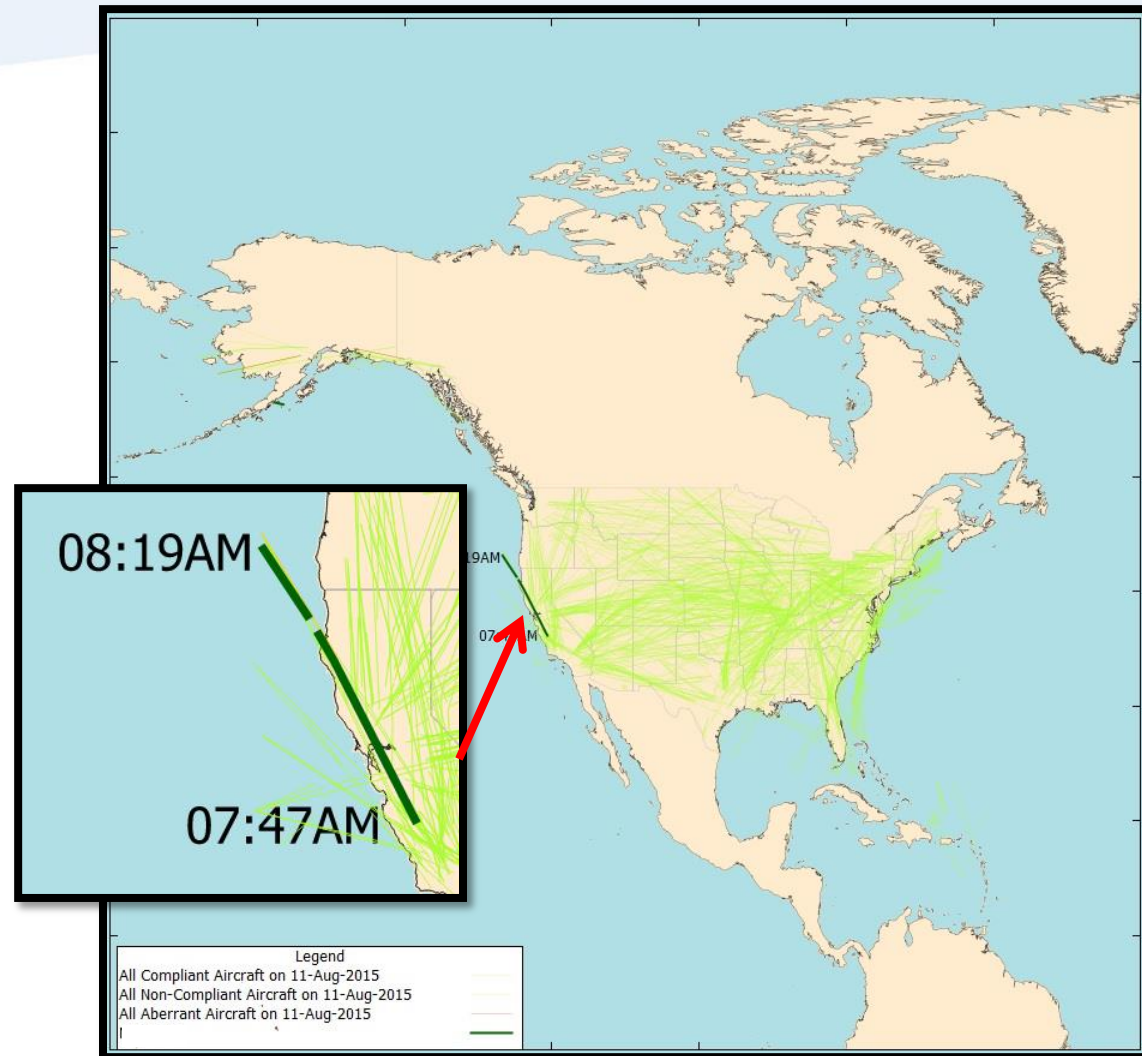 08:19AM
19AM
07:47AM
07: AM
Legend
All Compliant Aircraft on 11-Aug-2015
All Non-Compliant Aircraft on 11-Aug-2015
All Aberrant Aircraft on 11-Aug-2015